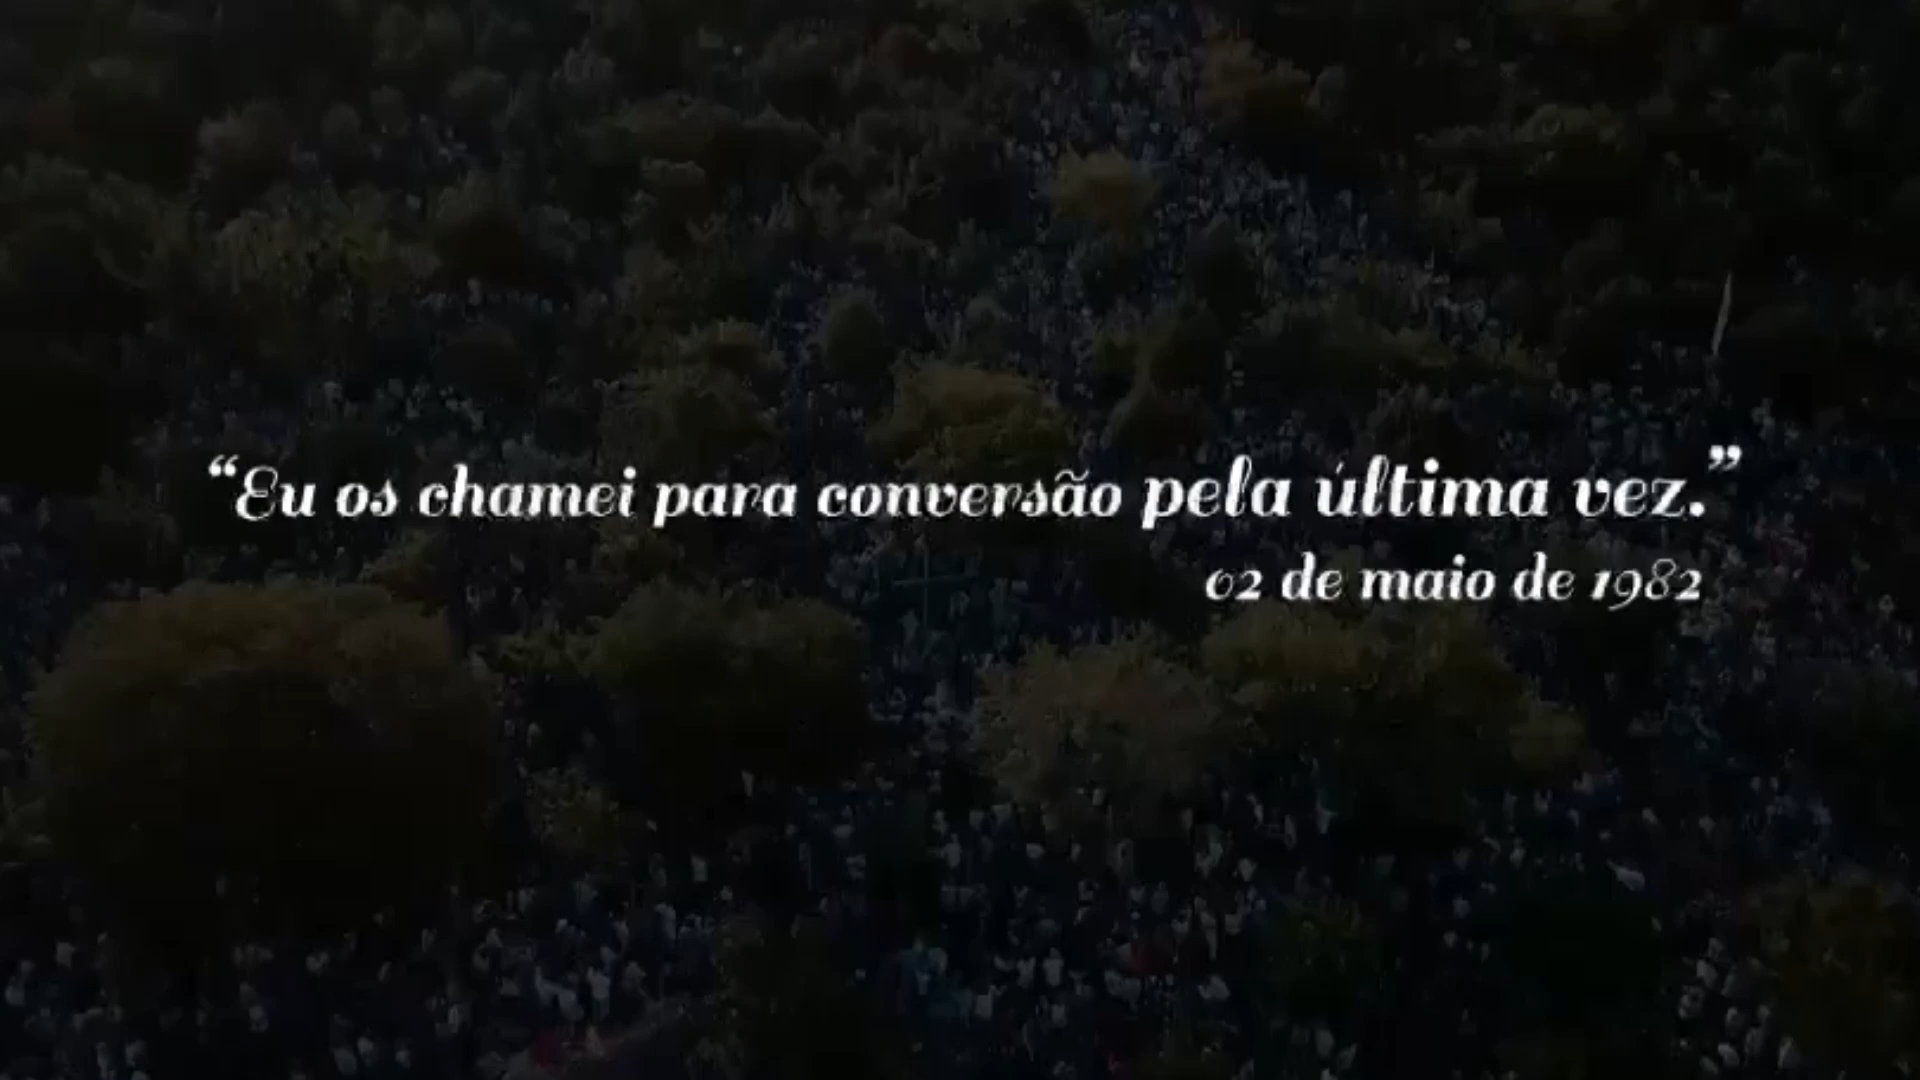 “Eu os chamei para conversão pela última vez.”
02 de maio de 1982